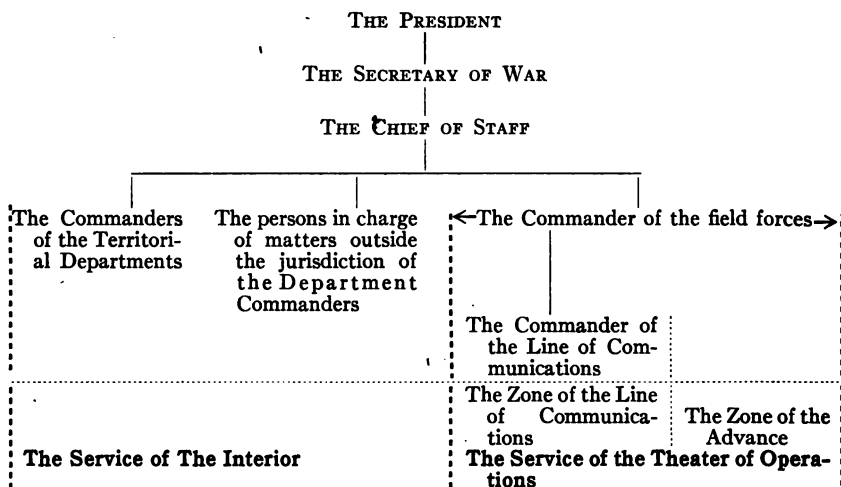 THE PRESIDENT
THE SECRETARY OF WAR
THE CHIEF OF STAFF
The Commanders
of the Territori-
al Departments
The persons in charge
of matters outside
the jurisdiction of
the Department
Commanders
The Commander of the field forces
The Commander of
the Line of Com-
munications
The Zone of the Line
of Communica-
tions
The Zone of the
Advance
The Service of The Interior
The Service of the Theater of Opera-
tions